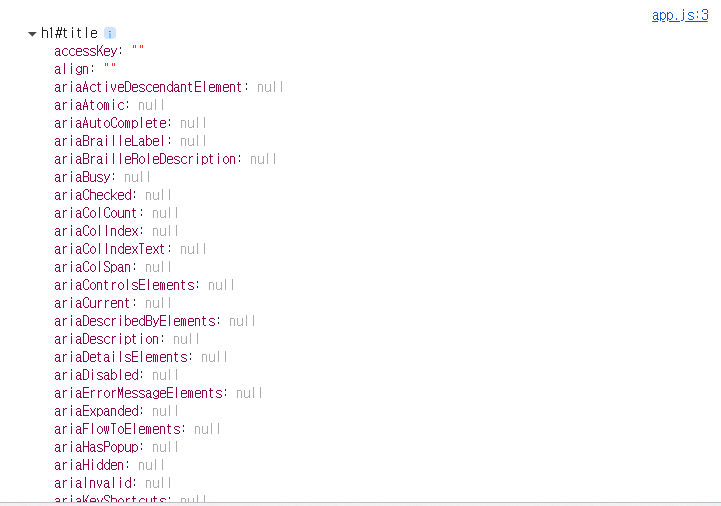 app.js:3
h1#title i
accessKey: ""
align: ""
ariaActiveDescendantElement: null
ariaAtomic: null
ariaAutoComplete: null
ariaBrailleLabel: null
ariaBrailleRoleDescription: null
ariaBusy: null
ariaChecked: null
ariaColCount: null
ariaColIndex: null
ariaColIndexText: null
ariaColSpan: null
ariaControlsElements: null
ariaCurrent: null
ariaDescribedByElements: null
ariaDescription: null
ariaDetailsElements: null
ariaDisabled: null
ariaErrorMessageElements: null
ariaExpanded: null
ariaFlowToElements: null
ariaHasPopup: null
ariaHidden: null
ariaInvalid: null
ariaKeyShortcuts: null